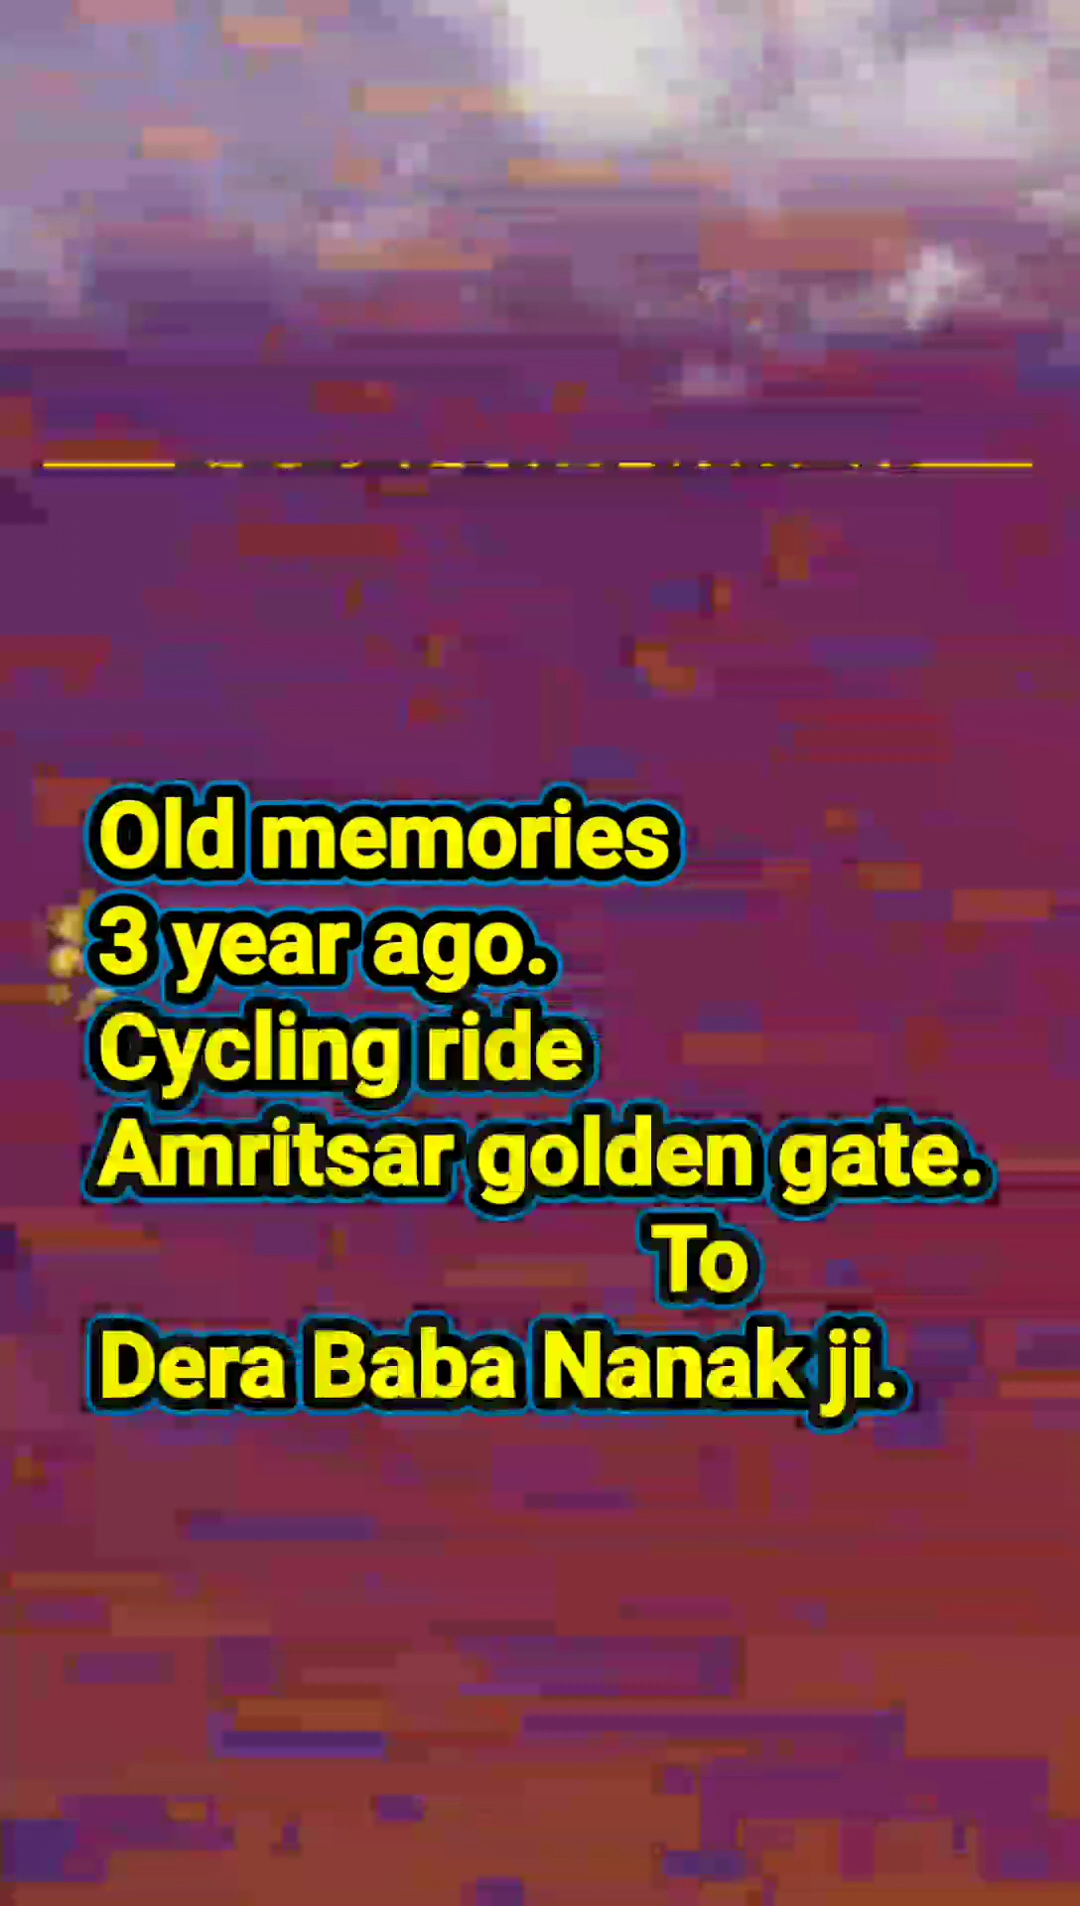 Old memories
3 year ago.
Cycling ride
Amritsar golden gate.
To
Dera Baba Nanak ji.